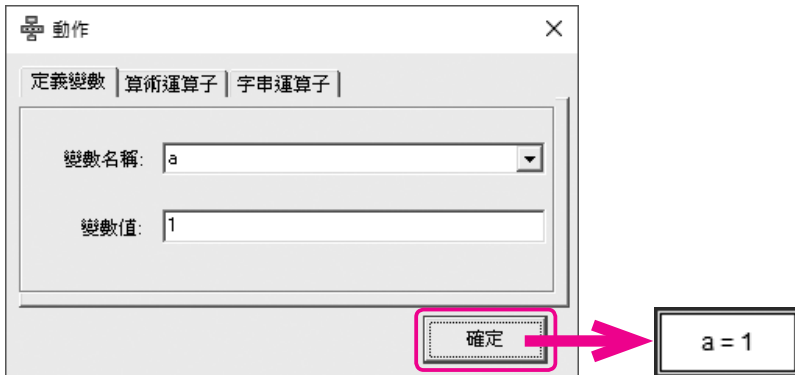 動作
定義變數 算術運算子 字串運算子
變數名稱: a
變數值: 1
確定
a = 1